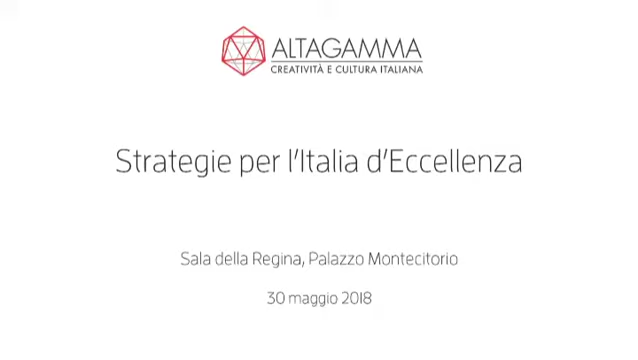 ALTAGAMMA
CREATIVITÀ E CULTURA ITALIANA
Strategie per l'Italia d'Eccellenza
Sala della Regina, Palazzo Montecitorio
30 maggio 2018